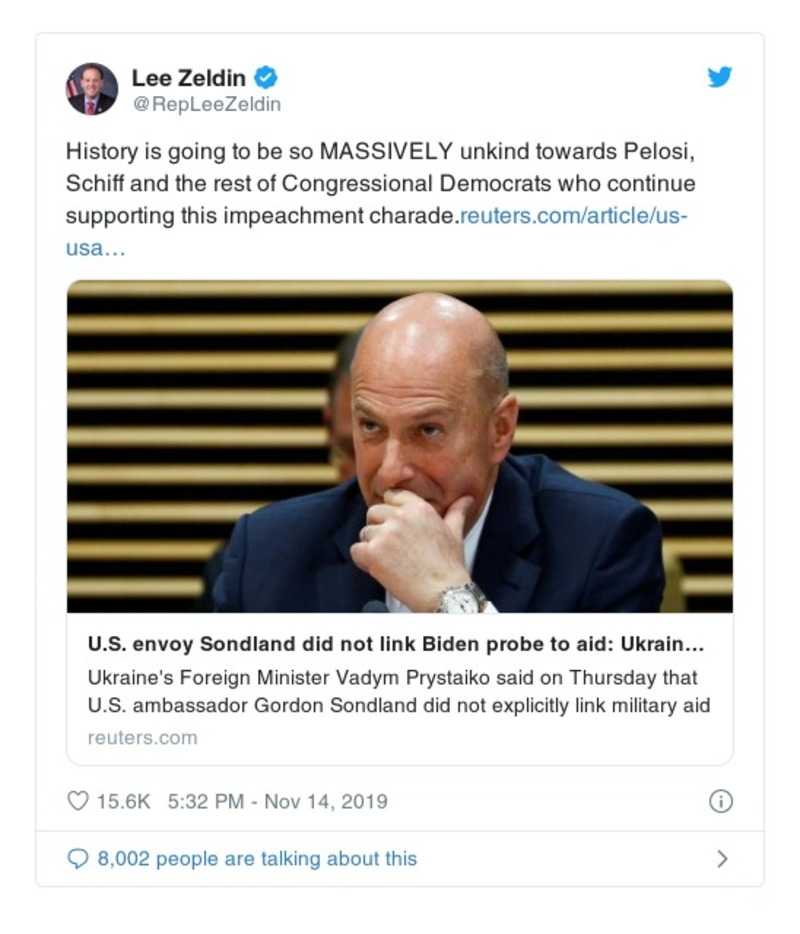 Lee Zeldin
@RepLeeZeldin
History is going to be so MASSIVELY unkind towards Pelosi,
Schiff and the rest of Congressional Democrats who continue
supporting this impeachment charade.reuters.com/article/us-
usa…
U.S. envoy Sondland did not link Biden probe to aid: Ukrain...
Ukraine's Foreign Minister Vadym Prystaiko said on Thursday that
U.S. ambassador Gordon Sondland did not explicitly link military aid
reuters.com
15.6K 5:32 PM - Nov 14, 2019
8,002 people are talking about this